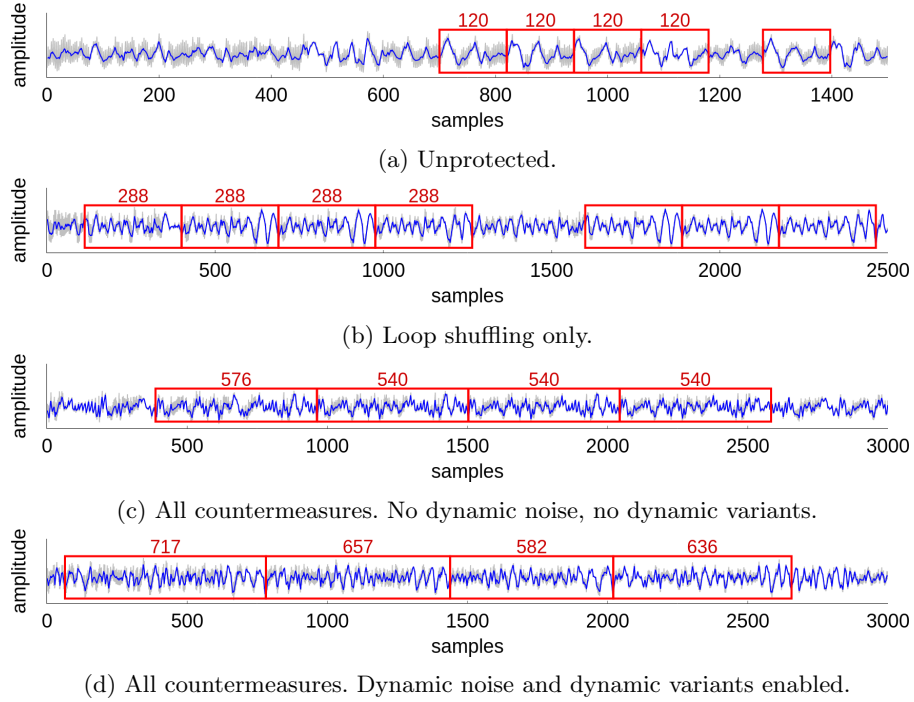 120 120 120 120
amplitude
0 200 400 600 800 1000 1200 1400
samples
(a) Unprotected.
288 288 288 288
amplitude
0 500 1000 1500 2000 2500
samples
(b) Loop shuffling only.
576 540 540 540
amplitude
0 500 1000 1500 2000 2500 3000
samples
(c) All countermeasures. No dynamic noise, no dynamic variants.
717 657 582 636
amplitude
0 500 1000 1500 2000 2500 3000
samples
(d) All countermeasures. Dynamic noise and dynamic variants enabled.